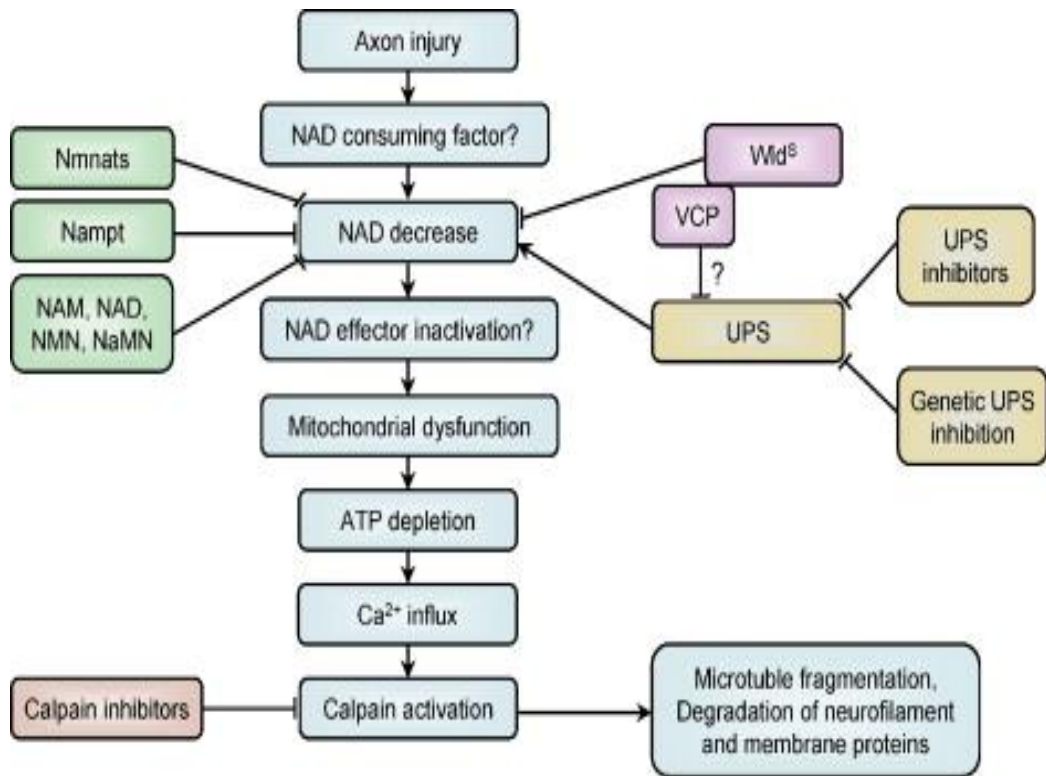 Axon injury
NAD consuming factor?
Nmnats
Wld^S
Nampt
NAD decrease
VCP
?
UPS
inhibitors
NAM, NAD,
NMN, NaMN
NAD effector inactivation?
UPS
Mitochondrial dysfunction
Genetic UPS
inhibition
ATP depletion
Ca²⁺ influx
Calpain inhibitors
Calpain activation
Microtuble fragmentation,
Degradation of neurofilament
and membrane proteins